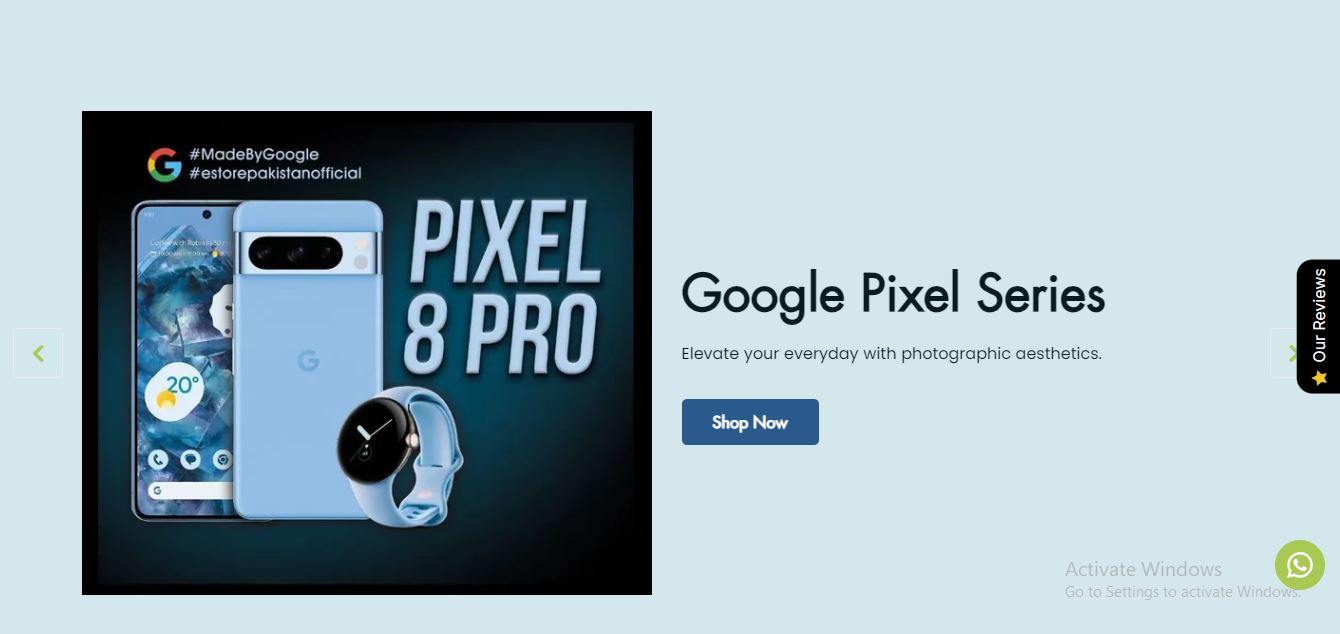 #MadeByGoogle
#estorepakistanofficial
PIXEL
8 PRO
20°
Google Pixel Series
Elevate your everyday with photographic aesthetics.
Shop Now
Our Reviews
Activate Windows
Go to Settings to activate Windows.